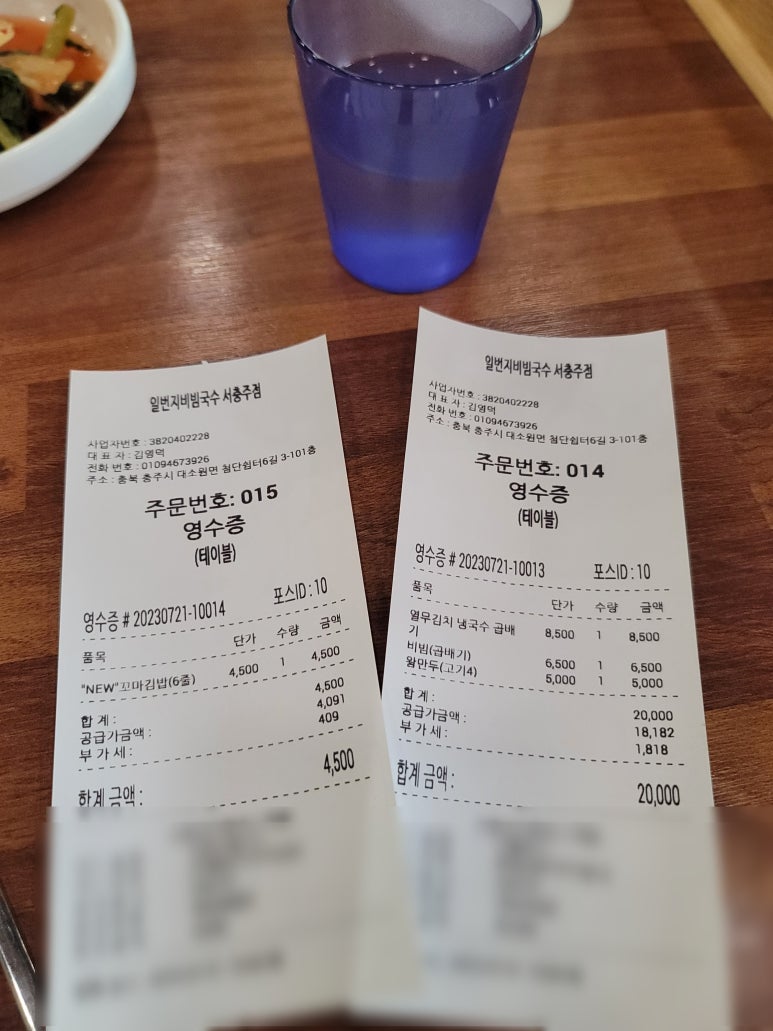 일번지비빔국수 서충주점
사업자번호 : 3820402228
대 표 자 : 김영덕
전화 번호 : 01094673926
주소 : 충북 충주시 대소원면 첨단쉽터6길 3-101층
주문번호: 015
영수증
(테이블)
영수증 # 20230721-10014 포스ID : 10
품목 단가 수량 금액
"NEW"꼬마김밥(6줄) 4,500 1 4,500
합 계 : 4,500
공급가금액 : 4,091
부 가 세 : 409
합계 금액 : 4,500
일번지비빔국수 서충주점
사업자번호 : 3820402228
대 표 자 : 김영덕
전화 번호 : 01094673926
주소 : 충북 충주시 대소원면 첨단쉽터6길 3-101층
주문번호: 014
영수증
(테이블)
영수증 # 20230721-10013 포스ID : 10
품목 단가 수량 금액
열무김치 냉국수 곱배 8,500 1 8,500
기
비빔(곱배기) 6,500 1 6,500
왕만두(고기4) 5,000 1 5,000
합 계 : 20,000
공급가금액 : 18,182
부 가 세 : 1,818
합계 금액 : 20,000